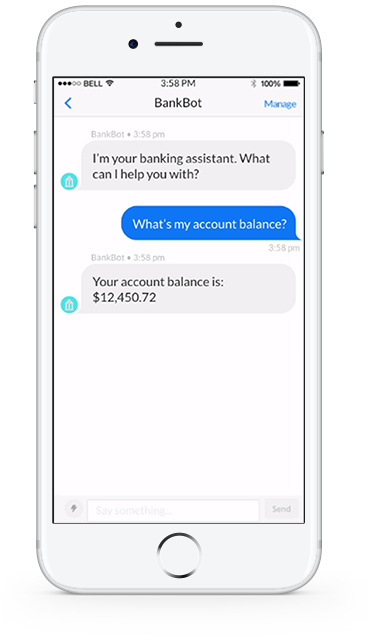 BELL 3:58 PM 100%
BankBot Manage
BankBot • 3:58 pm
I'm your banking assistant. What
can I help you with?
What's my account balance?
3:58 pm
BankBot • 3:58 pm
Your account balance is:
$12,450.72
Say something... Send